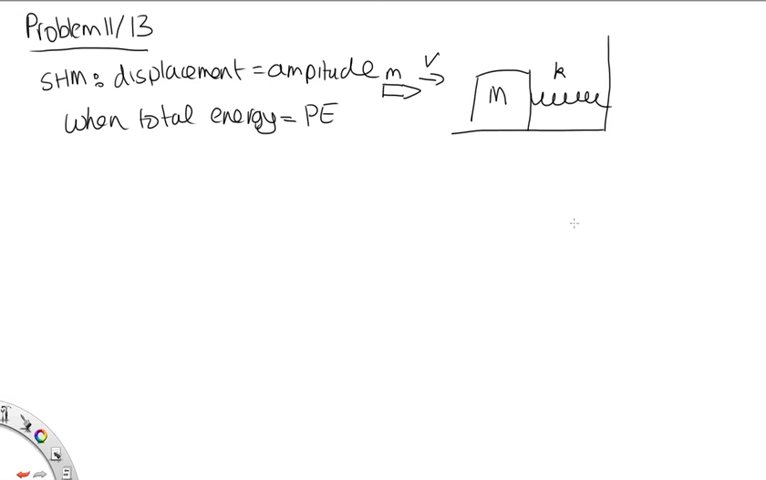 Problem 11/13
SHM: displacement = ampitude
when total energy = PE
m
V
M
k